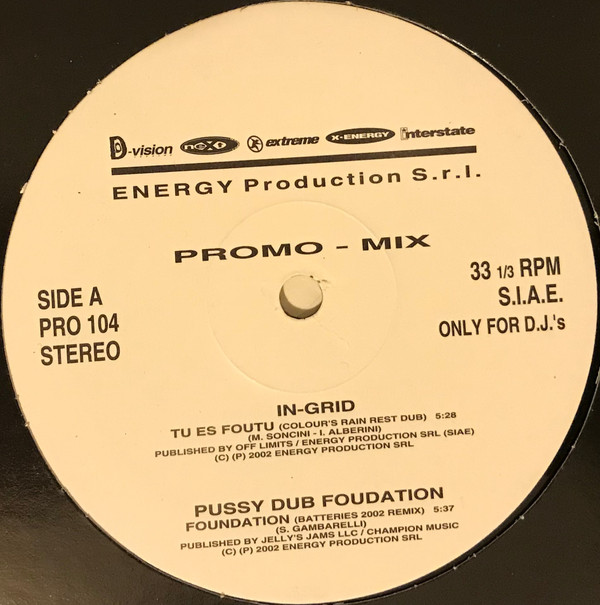 D-vision nexo extreme X-ENERGY interstate
ENERGY Production S.r.l.
PROMO - MIX
SIDE A
PRO 104
STEREO
33 1/3 RPM
S.I.A.E.
ONLY FOR D.J.'s
IN-GRID
TU ES FOUTU (COLOUR'S RAIN REST DUB) 5:28
(M. SONCINI - I. ALBERINI)
PUBLISHED BY OFF LIMITS / ENERGY PRODUCTION SRL (SIAE)
(C) (P) 2002 ENERGY PRODUCTION SRL
PUSSY DUB FOUDATION
FOUNDATION (BATTERIES 2002 REMIX) 5:37
(S. GAMBARELLI)
PUBLISHED BY JELLY'S JAMS LLC / CHAMPION MUSIC
(C) (P) 2002 ENERGY PRODUCTION SRL